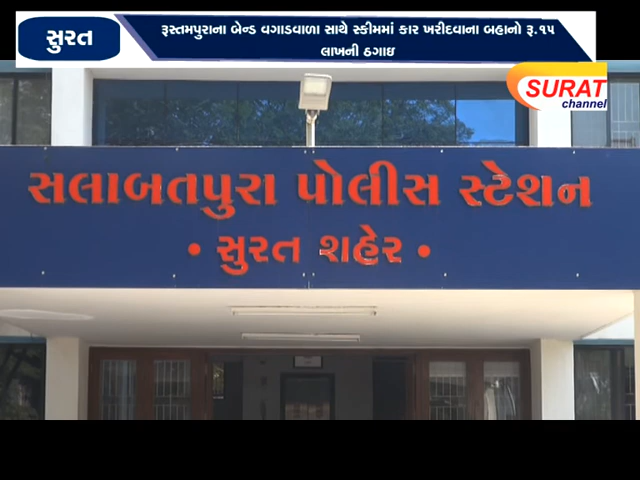 સુરત
રૂસ્તમપુરાના બેન્ડ વગાડવાળા સાથે સ્કીમમાં કાર ખરીદવાના બહાનો રૂ.૧૫
લાખની ઠગાઇ
SURAT
channel
સલાબતપુરા પોલીસ સ્ટેશન
• સુરત શહેર •